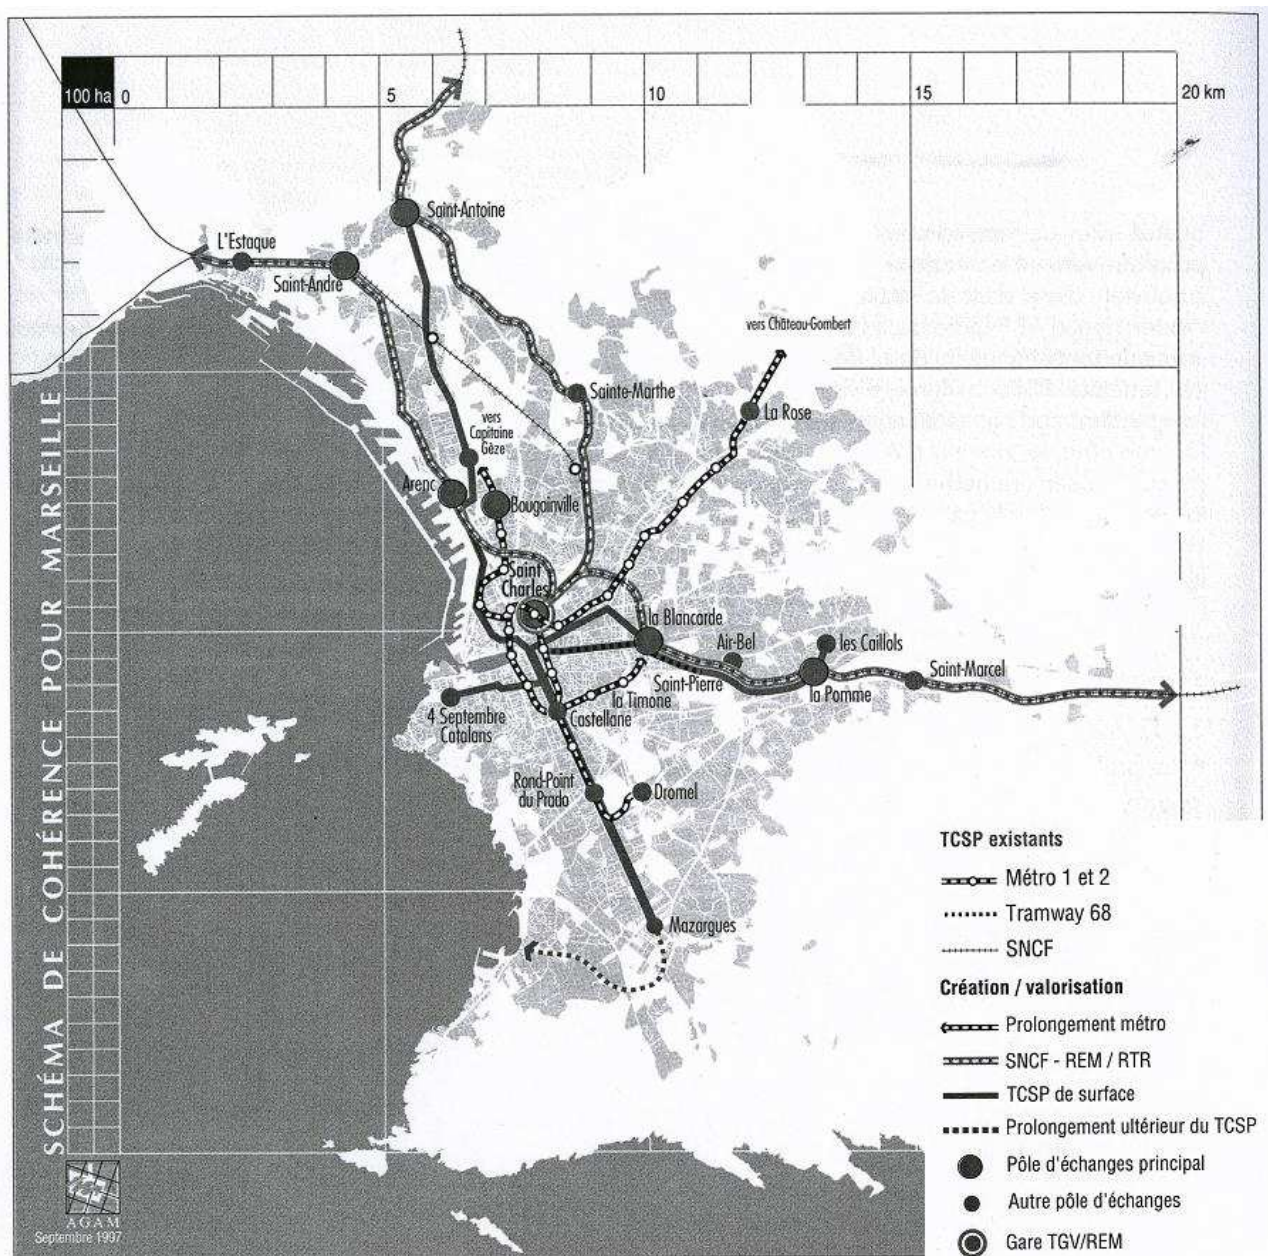 100 ha
0
5
10
15
20 km
Saint-Antoine
L'Estaque
Saint-Andre
vers Château-Gombert
Sainte-Marthe
La Rose
vers
Capitaine
Gèze
Arenc
Bougainville
Saint
Charles
la Blancarde
Air-Bel
les Caillols
Saint-Pierre
la Pomme
Saint-Marcel
la Timone
4 Septembre
Catalans
Castellane
Rond-Point
du Prado
Dromel
Mazargues
SCHÉMA DE COHÉRENCE POUR MARSEILLE
TCSP existants
Métro 1 et 2
Tramway 68
SNCF
Création / valorisation
Prolongement métro
SNCF - REM / RTR
TCSP de surface
Prolongement ultérieur du TCSP
Pôle d'échanges principal
Autre pôle d'échanges
Gare TGV/REM
AGAM
Septembre 1997